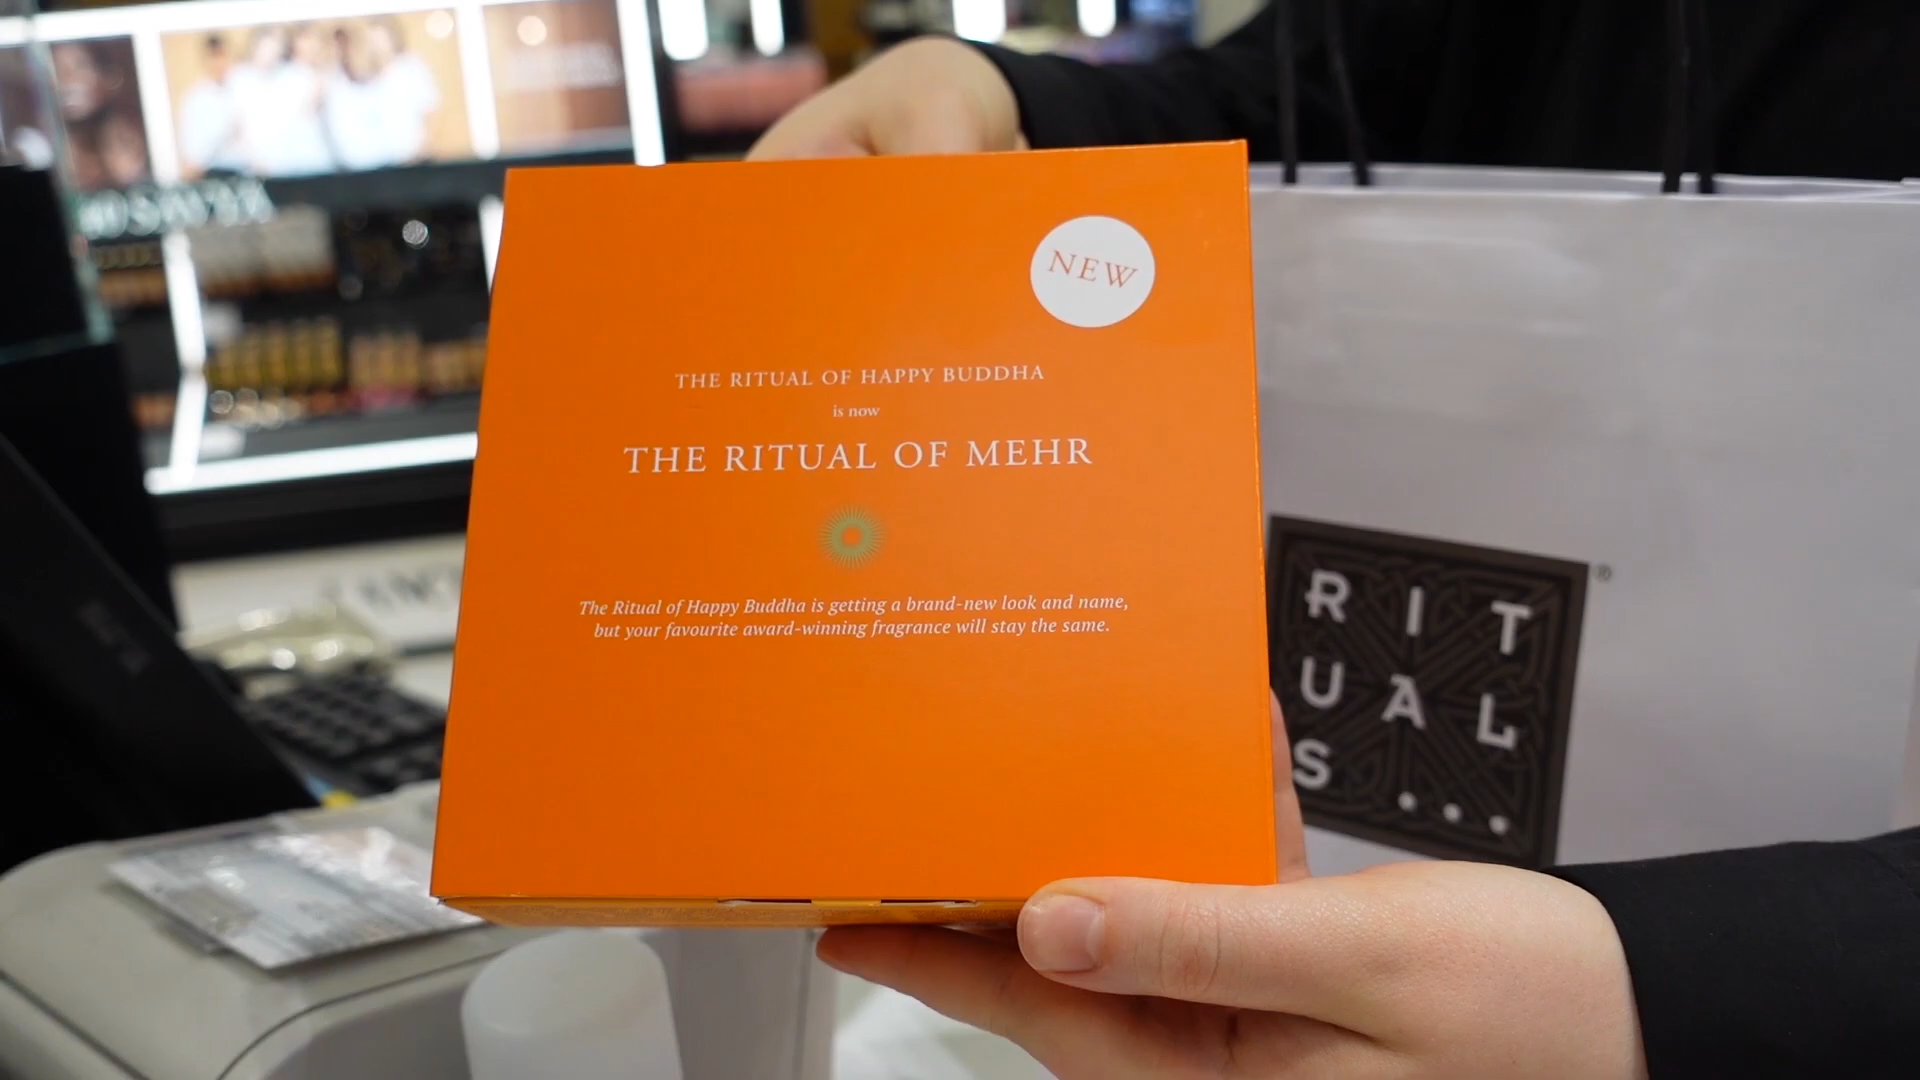 NEW
THE RITUAL OF HAPPY BUDDHA
is now
THE RITUAL OF MEHR
The Ritual of Happy Buddha is getting a brand-new look and name,
but your favourite award-winning fragrance will stay the same.
RIT
UAL
S...
®